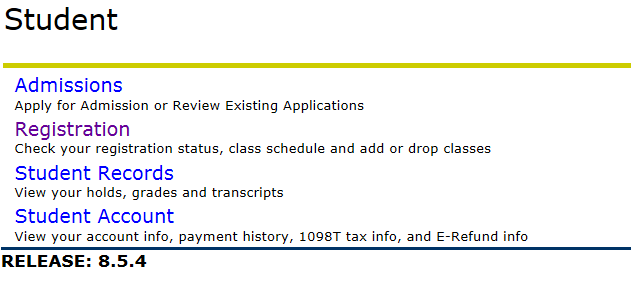 Student
Admissions
Apply for Admission or Review Existing Applications
Registration
Check your registration status, class schedule and add or drop classes
Student Records
View your holds, grades and transcripts
Student Account
View your account info, payment history, 1098T tax info, and E-Refund info
RELEASE: 8.5.4